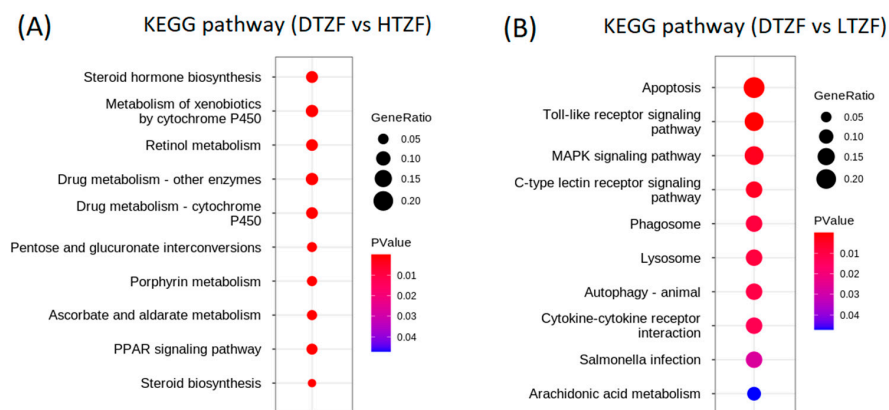 (A) KEGG pathway (DTZF vs HTZF)
Steroid hormone biosynthesis
Metabolism of xenobiotics
by cytochrome P450
Retinol metabolism
Drug metabolism - other enzymes
Drug metabolism - cytochrome
P450
Pentose and glucuronate interconversions
Porphyrin metabolism
Ascorbate and aldarate metabolism
PPAR signaling pathway
Steroid biosynthesis
GeneRatio
0.05
0.10
0.15
0.20
PValue
0.01
0.02
0.03
0.04
(B) KEGG pathway (DTZF vs LTZF)
Apoptosis
Toll-like receptor signaling
pathway
MAPK signaling pathway
C-type lectin receptor signaling
pathway
Phagosome
Lysosome
Autophagy - animal
Cytokine-cytokine receptor
interaction
Salmonella infection
Arachidonic acid metabolism
GeneRatio
0.05
0.10
0.15
0.20
PValue
0.01
0.02
0.03
0.04